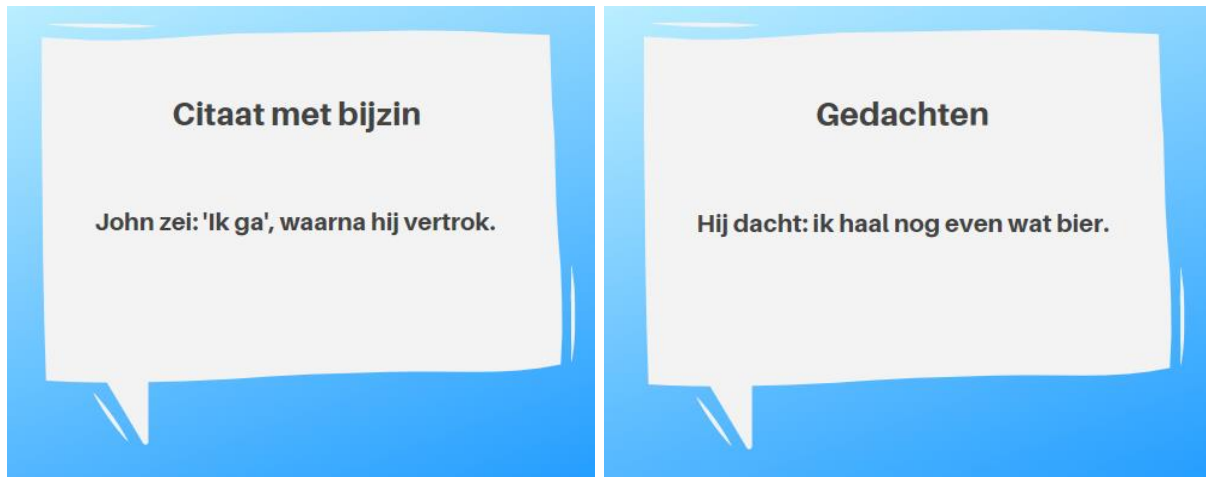 Citaat met bijzin
John zei: 'Ik ga', waarna hij vertrok.
Gedachten
Hij dacht: ik haal nog even wat bier.